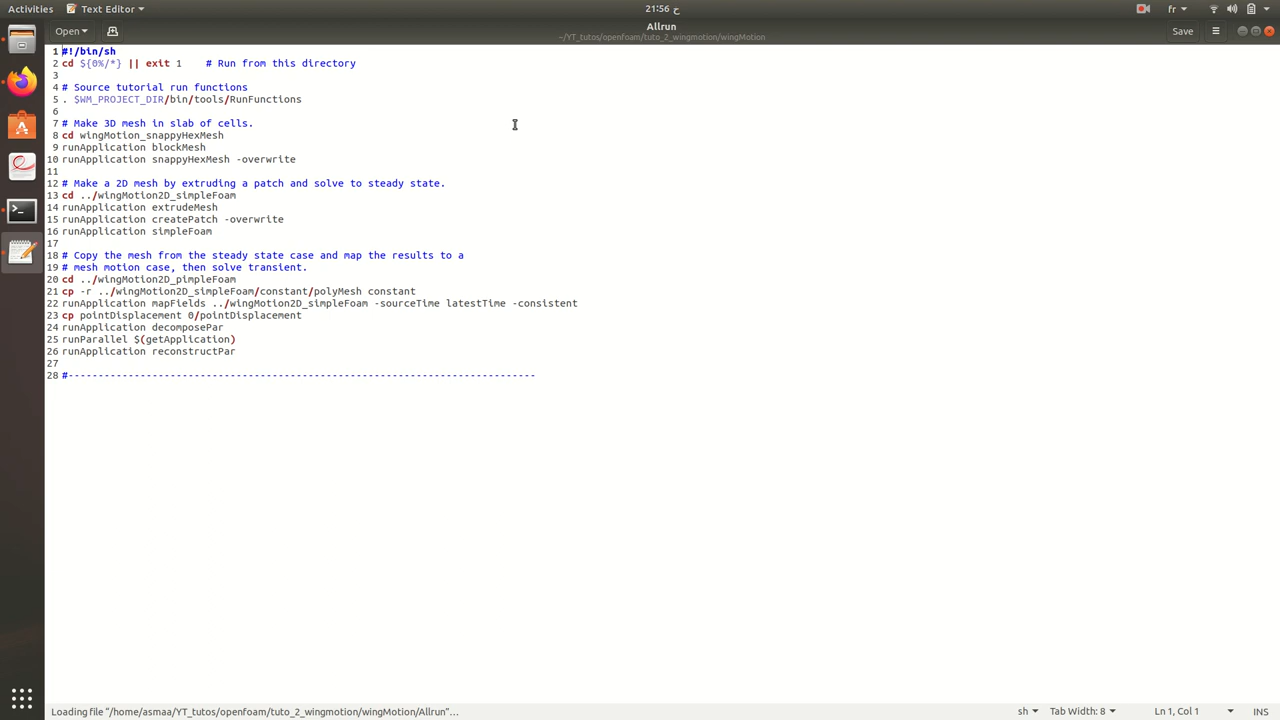 Activities
Text Editor
21:56 ح
fr
Open
Allrun
~/YT_tutos/openfoam/tuto_2_wingmotion/wingMotion
Save
1 #!/bin/sh
2 cd ${0%/*} || exit 1    # Run from this directory
3
4 # Source tutorial run functions
5 . $WM_PROJECT_DIR/bin/tools/RunFunctions
6
7 # Make 3D mesh in slab of cells.
8 cd wingMotion_snappyHexMesh
9 runApplication blockMesh
10 runApplication snappyHexMesh -overwrite
11
12 # Make a 2D mesh by extruding a patch and solve to steady state.
13 cd ../wingMotion2D_simpleFoam
14 runApplication extrudeMesh
15 runApplication createPatch -overwrite
16 runApplication simpleFoam
17
18 # Copy the mesh from the steady state case and map the results to a
19 # mesh motion case, then solve transient.
20 cd ../wingMotion2D_pimpleFoam
21 cp -r ../wingMotion2D_simpleFoam/constant/polyMesh constant
22 runApplication mapFields ../wingMotion2D_simpleFoam -sourceTime latestTime -consistent
23 cp pointDisplacement 0/pointDisplacement
24 runApplication decomposePar
25 runParallel $(getApplication)
26 runApplication reconstructPar
27
28 #------------------------------------------------------------------------------
Loading file "/home/asmaa/YT_tutos/openfoam/tuto_2_wingmotion/wingMotion/Allrun"…
sh
Tab Width: 8
Ln 1, Col 1
INS